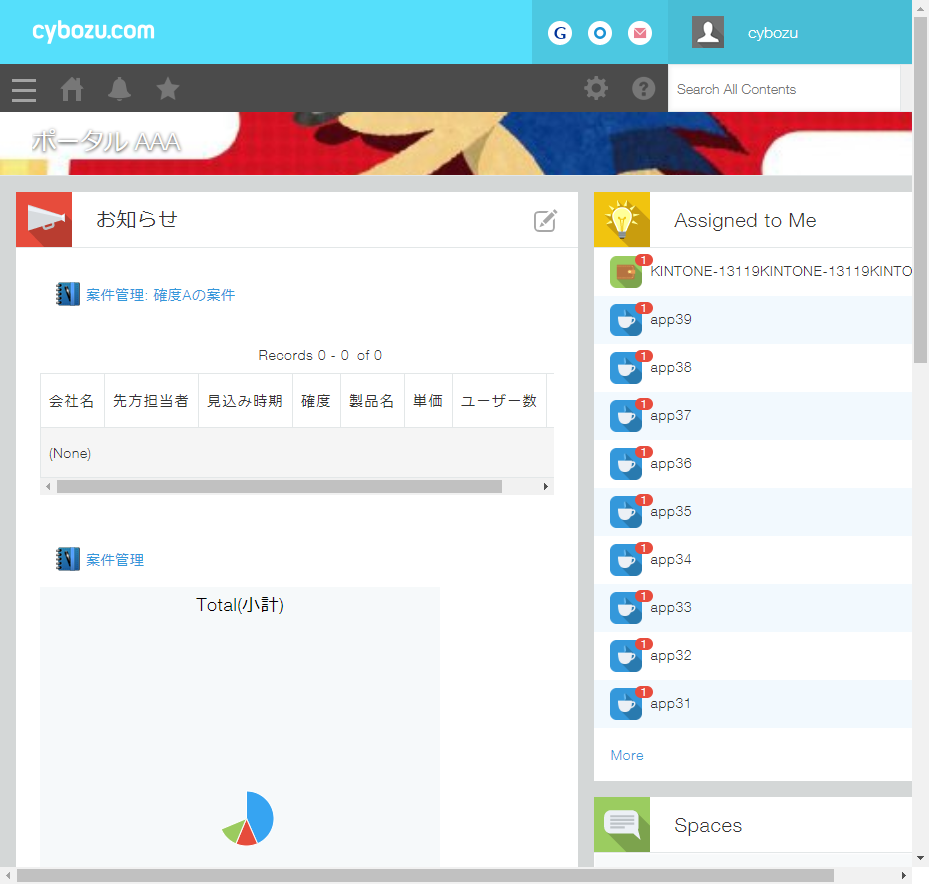 cybozu.com
G
cybozu
Search All Contents
ポータル AAA
お知らせ
案件管理: 確度Aの案件
Records 0 - 0 of 0
会社名 先方担当者 見込み時期 確度 製品名 単価 ユーザー数
(None)
案件管理
Total(小計)
Assigned to Me
1
KINTONE-13119KINTONE-13119KINTO
1
app39
1
app38
1
app37
1
app36
1
app35
1
app34
1
app33
1
app32
1
app31
More
Spaces